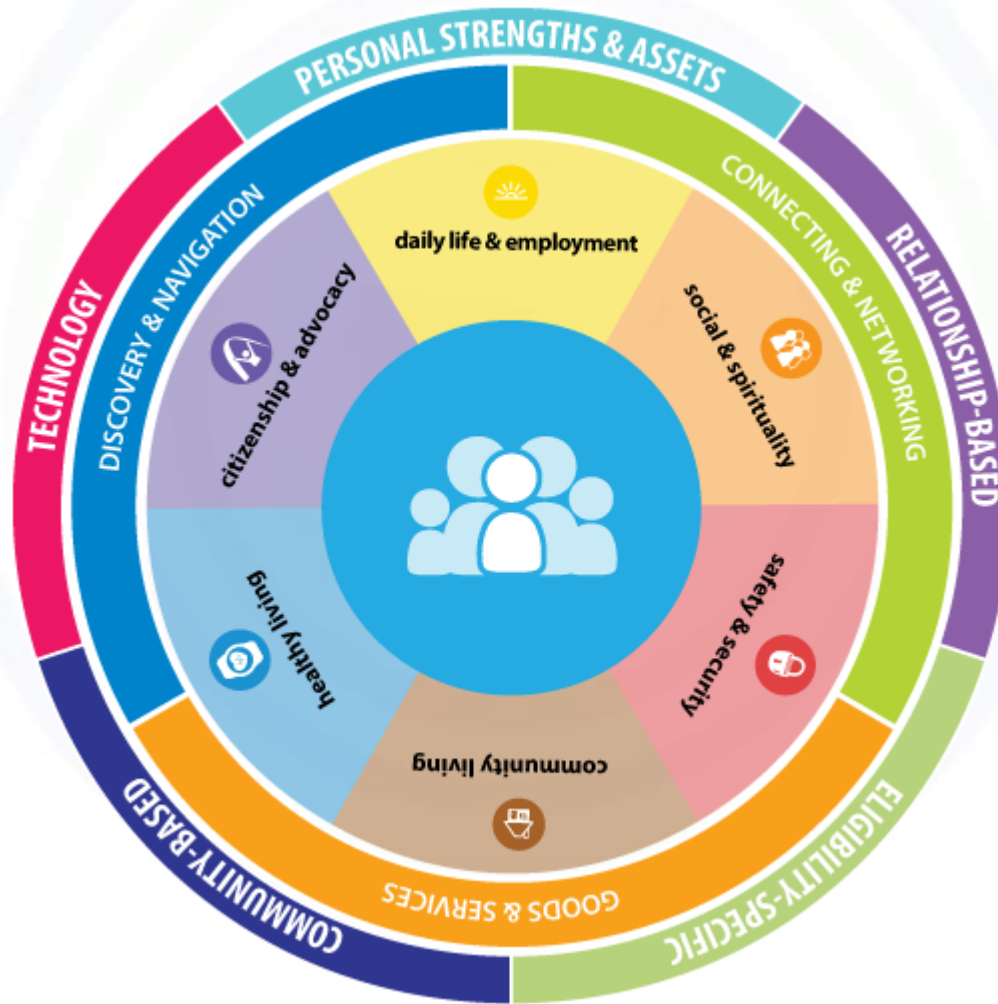 PERSONAL STRENGTHS & ASSETS
RELATIONSHIP-BASED
ELIGIBILITY-SPECIFIC
COMMUNITY-BASED
TECHNOLOGY
DISCOVERY & NAVIGATION
CONNECTING & NETWORKING
GOODS & SERVICES
daily life & employment
social & spirituality
safety & security
community living
healthy living
citizenship & advocacy